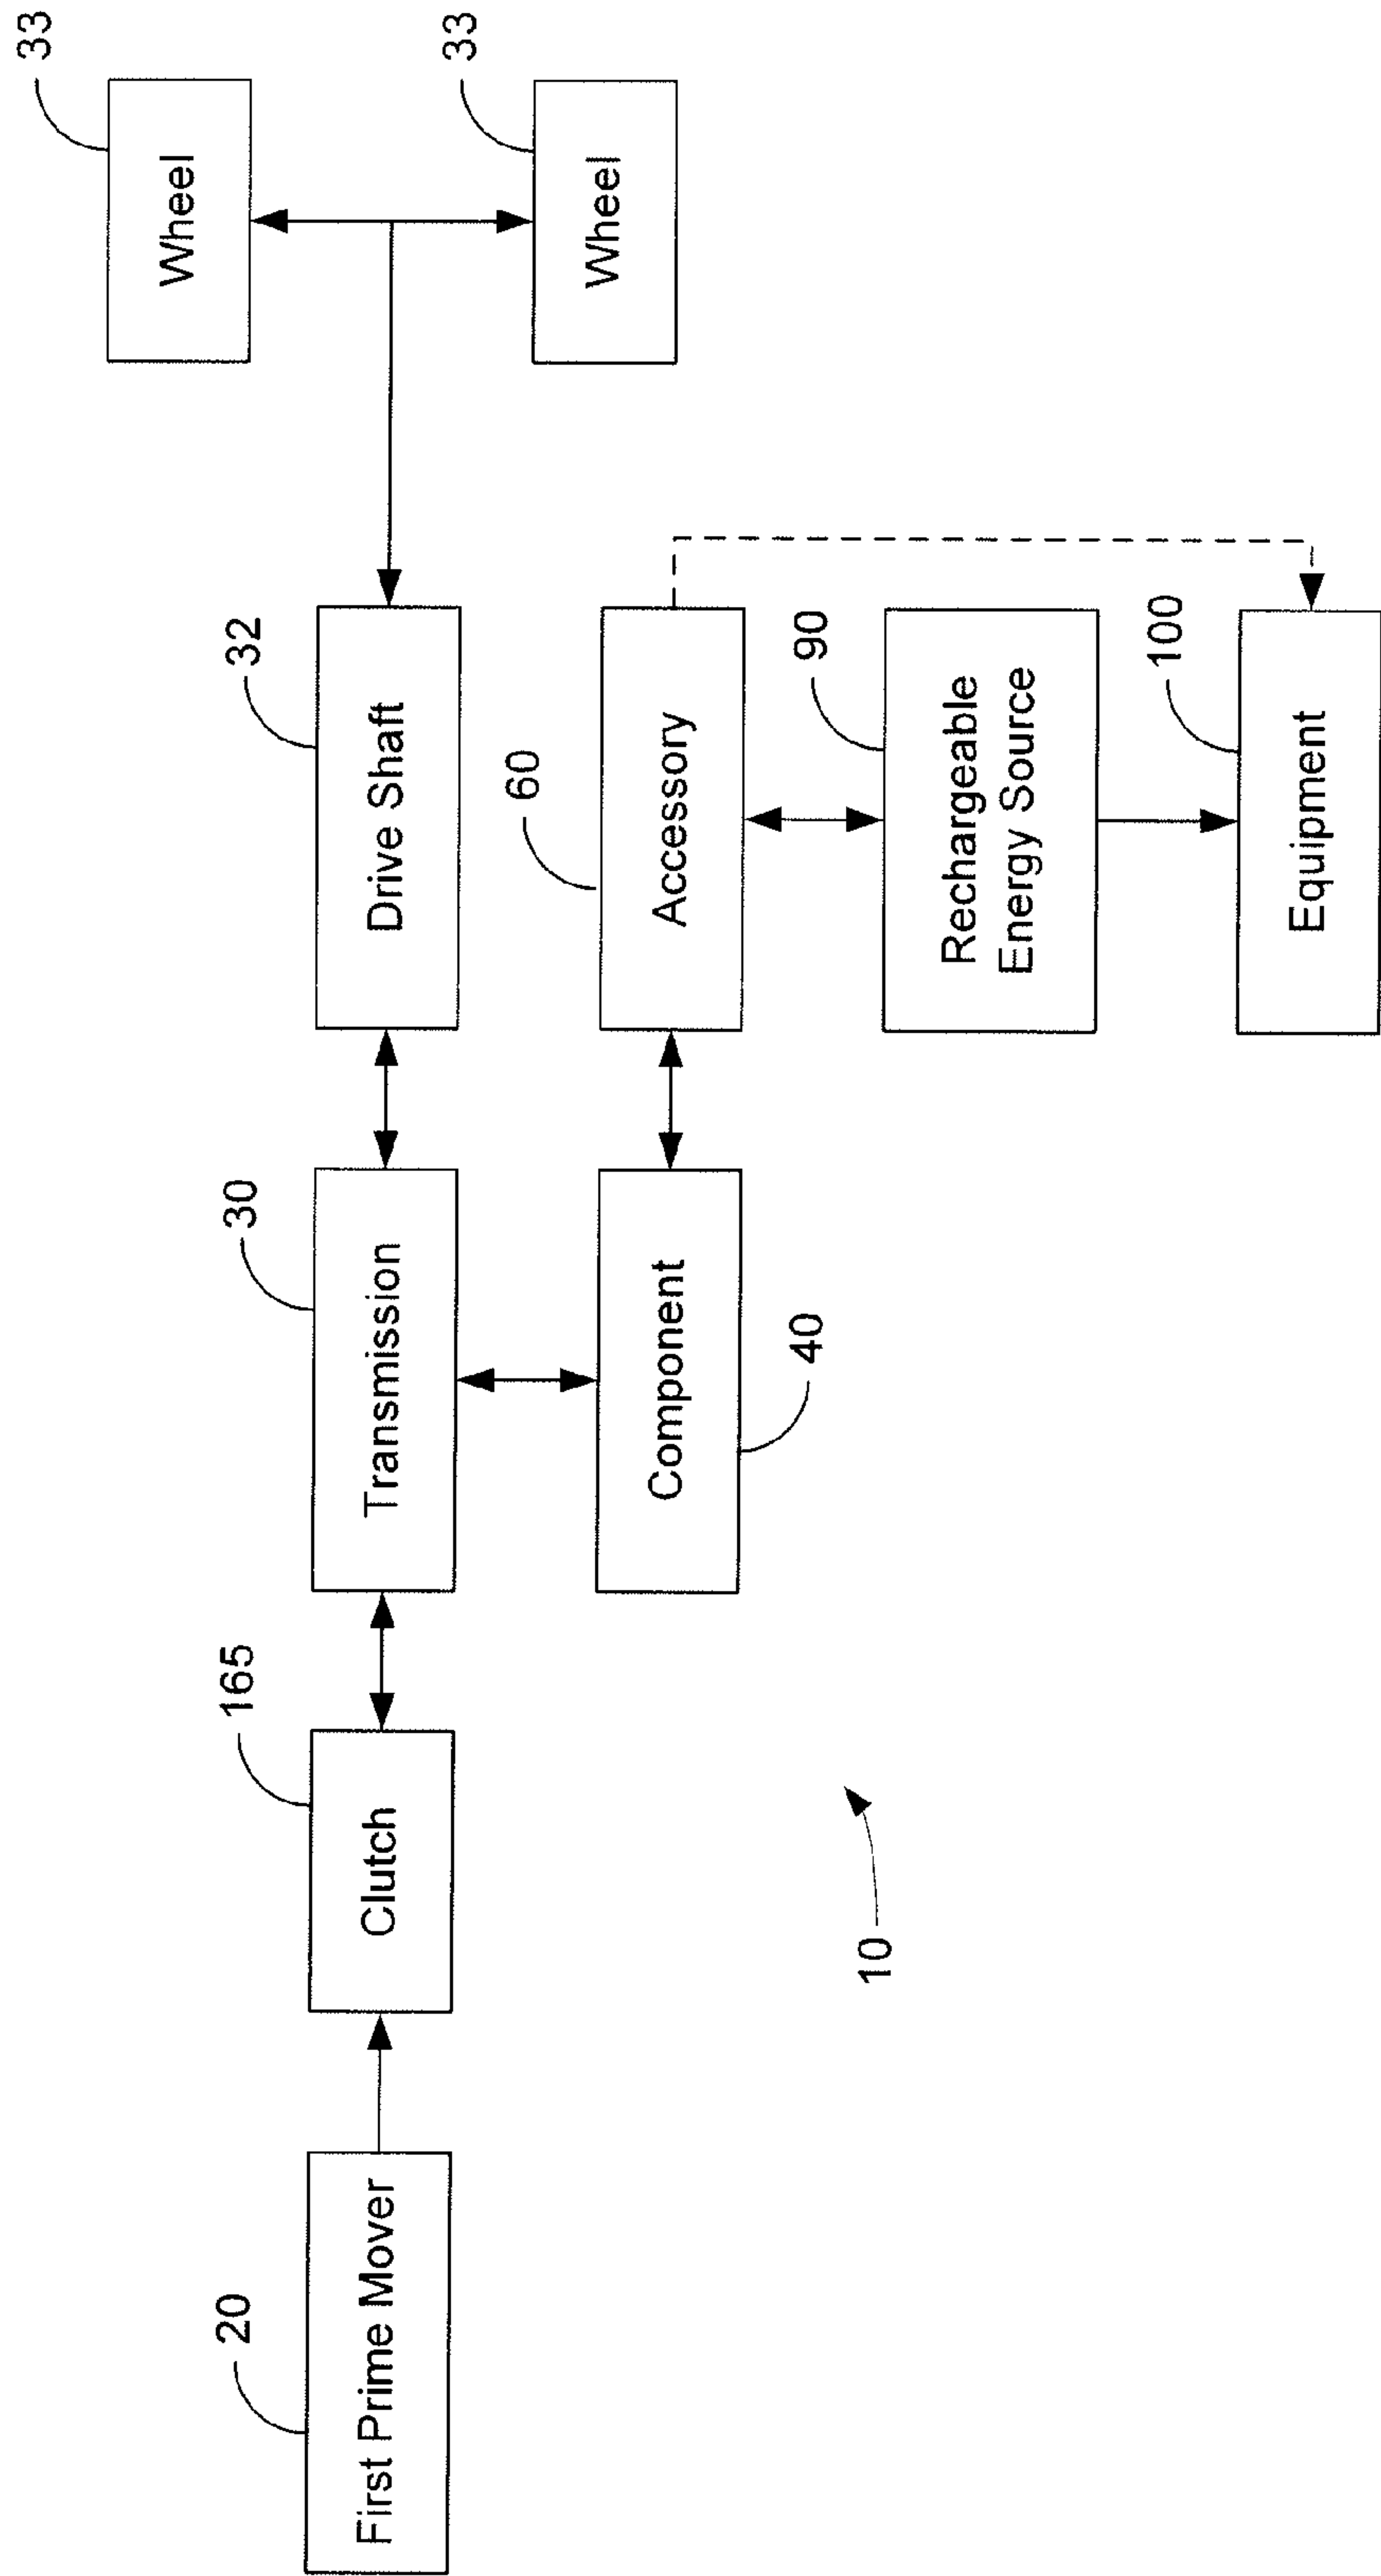 33
Wheel
33
Wheel
20
First Prime Mover
165
Clutch
30
Transmission
32
Drive Shaft
40
Component
60
Accessory
90
Rechargeable
Energy Source
100
Equipment
10